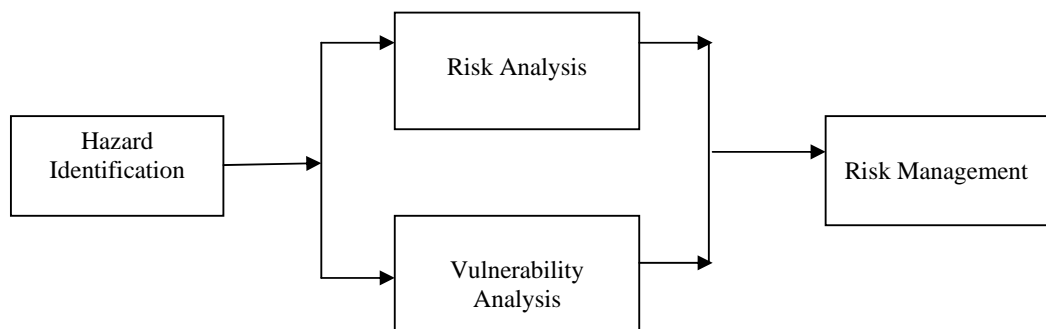 Risk Analysis
Hazard
Identification
Risk Management
Vulnerability
Analysis